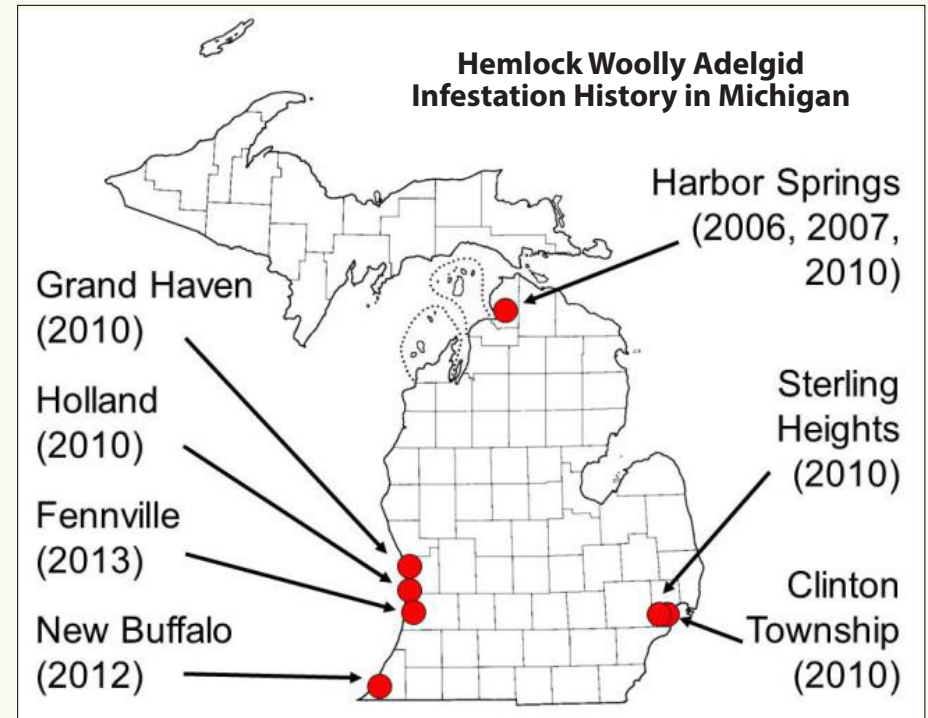 Hemlock Woolly Adelgid
Infestation History in Michigan
Harbor Springs
(2006, 2007,
2010)
Grand Haven
(2010)
Holland
(2010)
Fennville
(2013)
New Buffalo
(2012)
Sterling
Heights
(2010)
Clinton
Township
(2010)